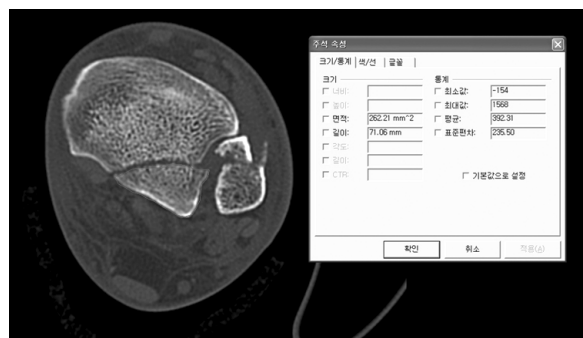 주석 속성
크기/통계 색/선 글꼴
크기
너비:
높이:
면적: 262.21 mm^2
길이: 71.06 mm
각도:
길이:
CTR:
통계
최소값: -154
최대값: 1568
평균: 392.31
표준편차: 235.50
기본값으로 설정
확인 취소 적용(A)